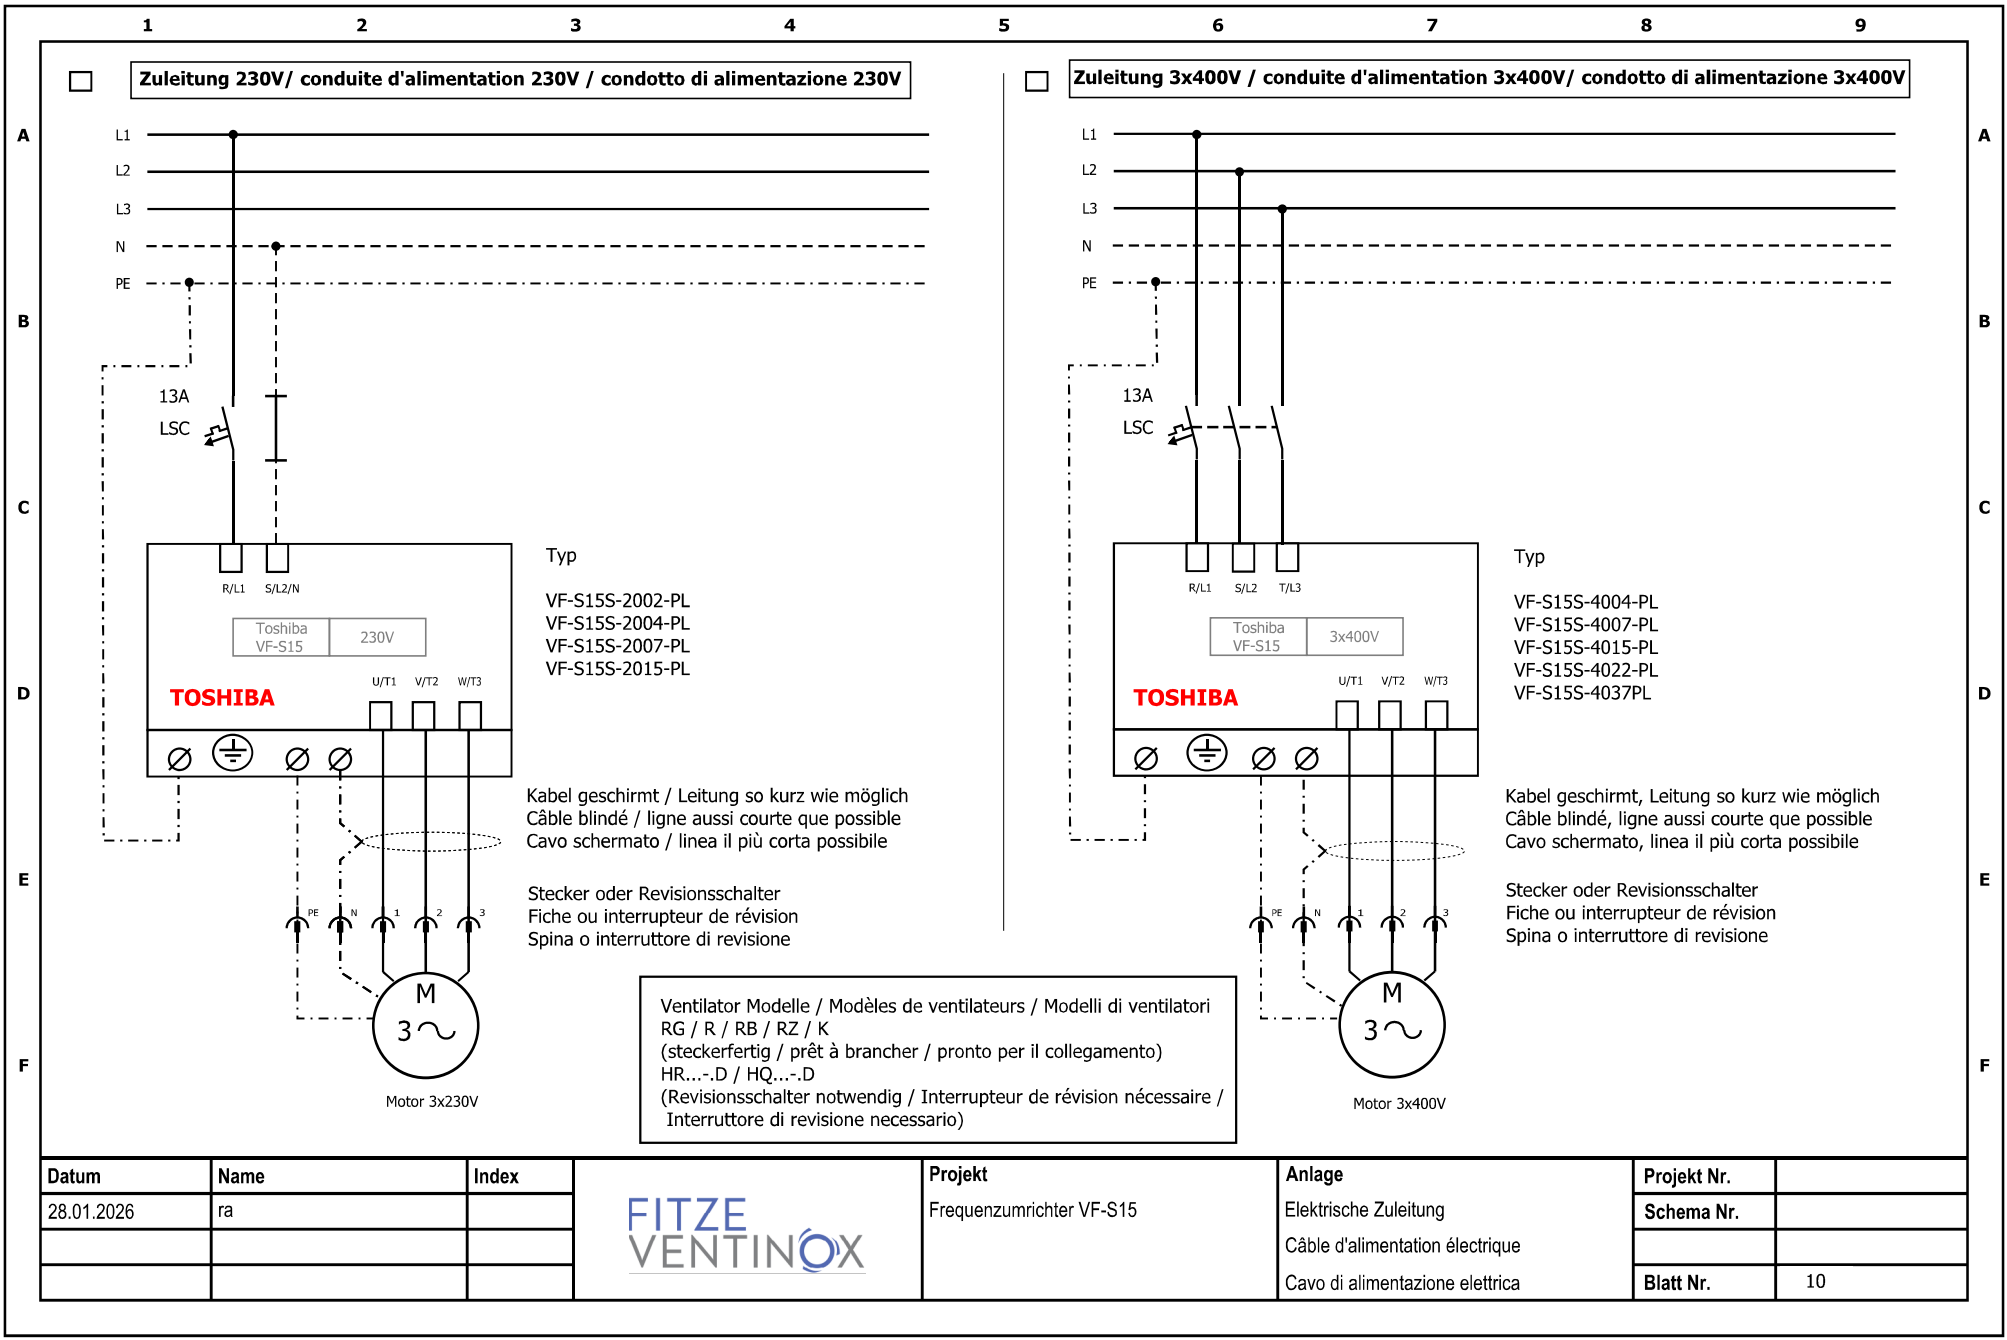 1 2 3 4 5 6 7 8 9
Zuleitung 230V/ conduite d'alimentation 230V / condotto di alimentazione 230V
A
L1
L2
L3
N
PE
B
13A
LSC
C
R/L1 S/L2/N
Toshiba
VF-S15
230V
U/T1 V/T2 W/T3
D
TOSHIBA
Typ
VF-S15S-2002-PL
VF-S15S-2004-PL
VF-S15S-2007-PL
VF-S15S-2015-PL
Kabel geschirmt / Leitung so kurz wie möglich
Câble blindé / ligne aussi courte que possible
Cavo schermato / linea il più corta possibile
E
Stecker oder Revisionsschalter
Fiche ou interrupteur de révision
Spina o interruttore di revisione
PE N 1 2 3
M
3
F
Motor 3x230V
Zuleitung 3x400V / conduite d'alimentation 3x400V/ condotto di alimentazione 3x400V
A
L1
L2
L3
N
PE
B
13A
LSC
C
R/L1 S/L2 T/L3
Toshiba
VF-S15
3x400V
U/T1 V/T2 W/T3
D
TOSHIBA
Typ
VF-S15S-4004-PL
VF-S15S-4007-PL
VF-S15S-4015-PL
VF-S15S-4022-PL
VF-S15S-4037PL
Kabel geschirmt, Leitung so kurz wie möglich
Câble blindé, ligne aussi courte que possible
Cavo schermato, linea il più corta possibile
E
Stecker oder Revisionsschalter
Fiche ou interrupteur de révision
Spina o interruttore di revisione
PE N 1 2 3
M
3
F
Motor 3x400V
Ventilator Modelle / Modèles de ventilateurs / Modelli di ventilatori
RG / R / RB / RZ / K
(steckerfertig / prêt à brancher / pronto per il collegamento)
HR...-.D / HQ...-.D
(Revisionsschalter notwendig / Interrupteur de révision nécessaire /
Interruttore di revisione necessario)
Datum Name Index
28.01.2026 ra
FITZE
VENTINOX
Projekt
Frequenzumrichter VF-S15
Anlage
Elektrische Zuleitung
Câble d'alimentation électrique
Cavo di alimentazione elettrica
Projekt Nr.
Schema Nr.
Blatt Nr. 10